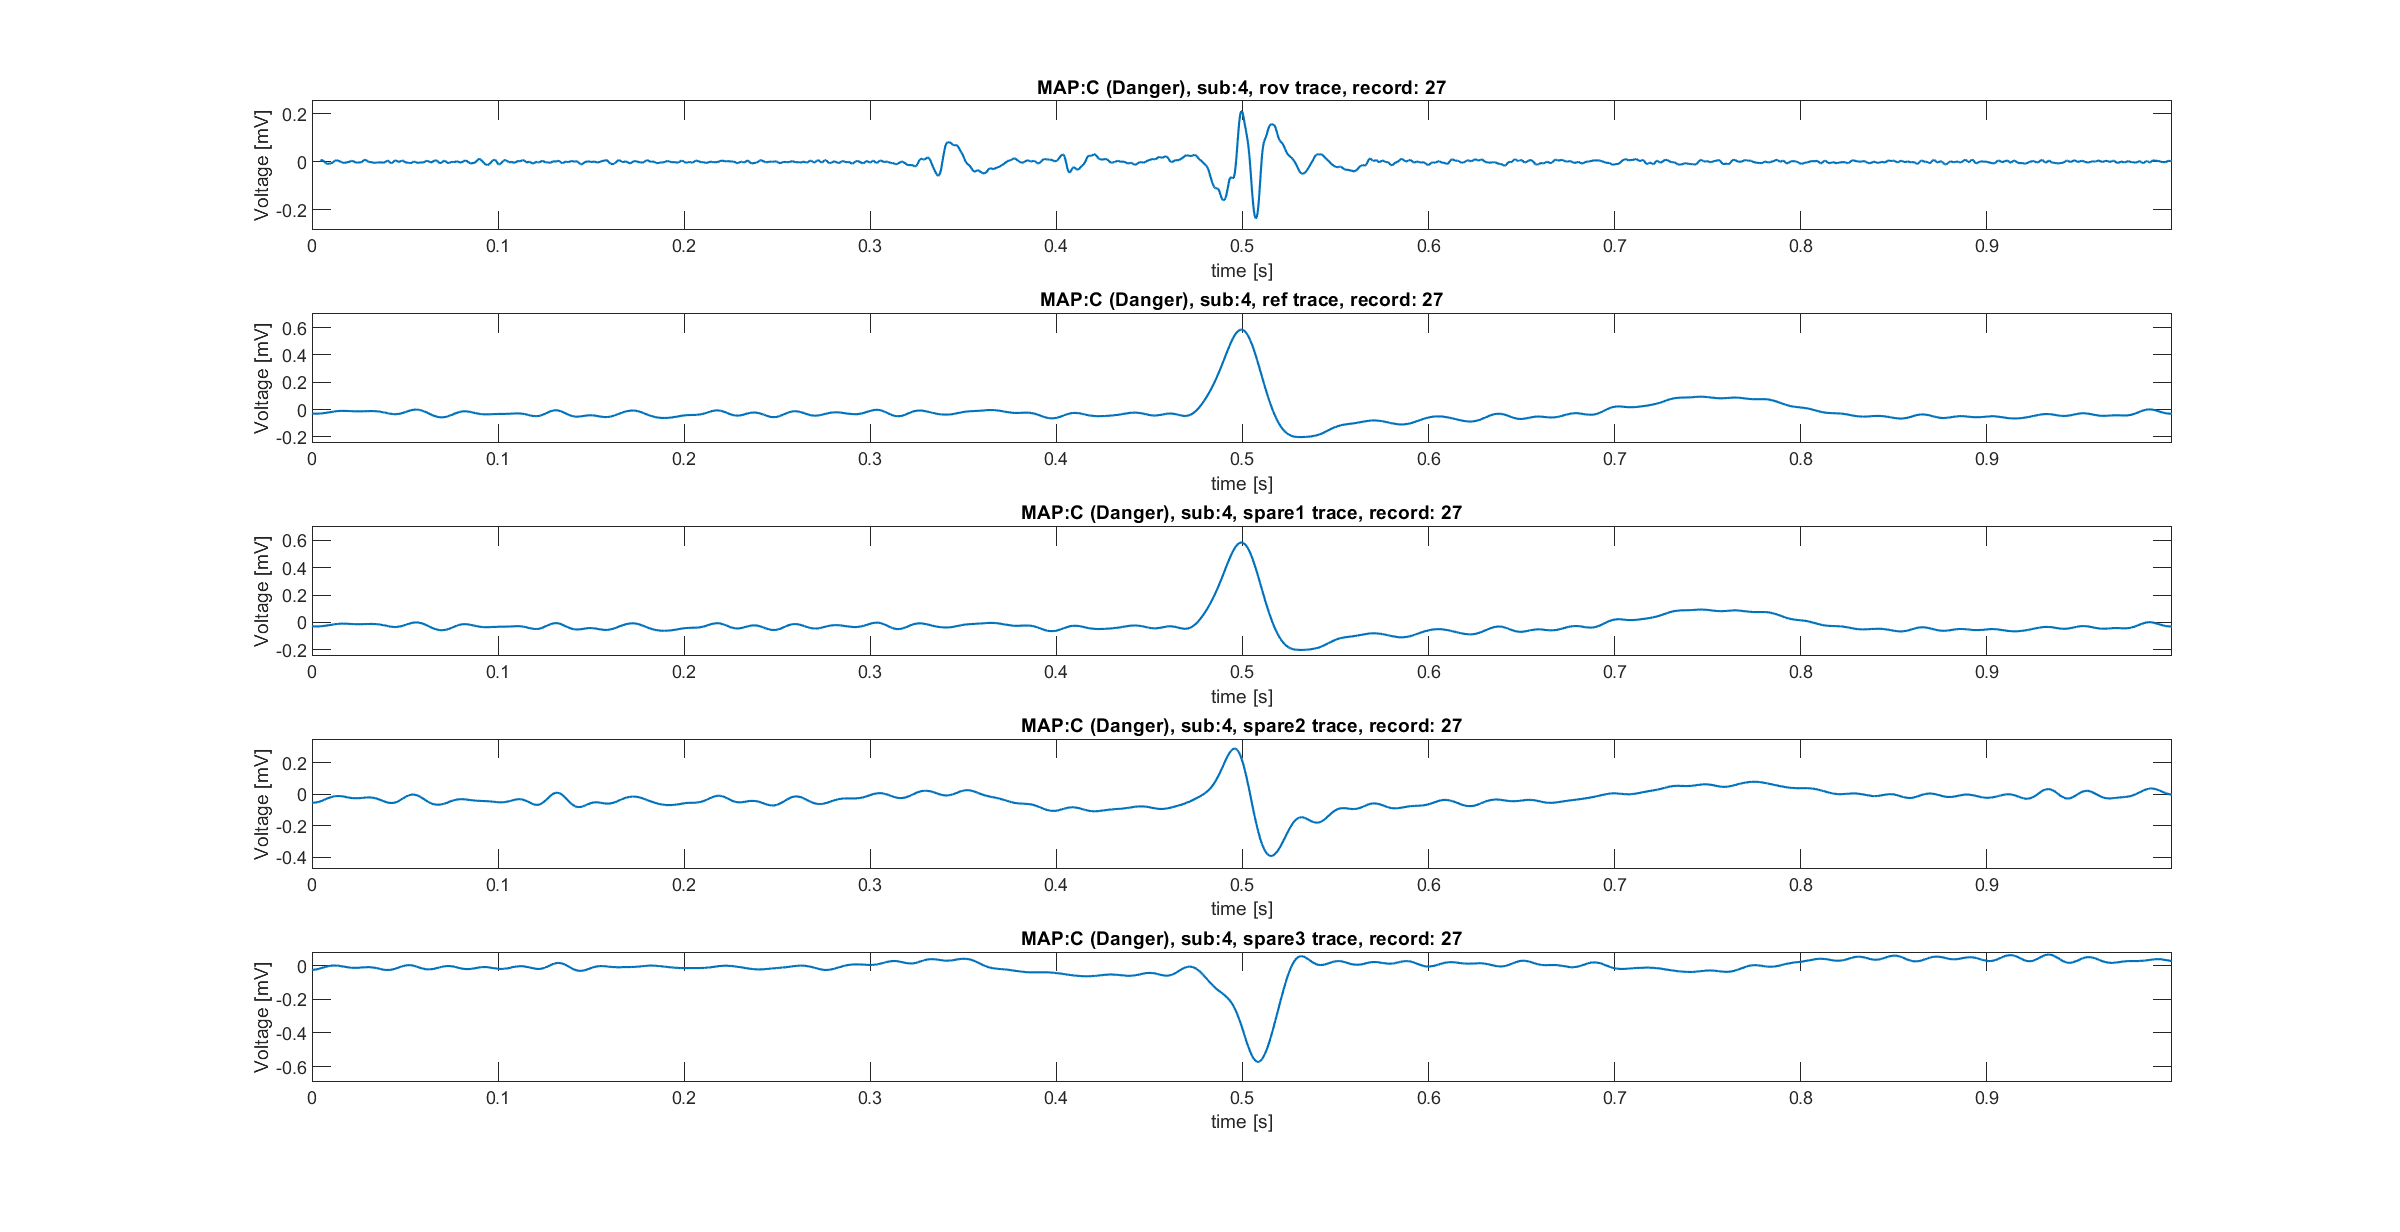 MAP:C (Danger), sub:4, rov trace, record: 27
Voltage [mV]
0.2
0
-0.2
0 0.1 0.2 0.3 0.4 0.5 0.6 0.7 0.8 0.9
time [s]
MAP:C (Danger), sub:4, ref trace, record: 27
Voltage [mV]
0.6
0.4
0.2
0
-0.2
0 0.1 0.2 0.3 0.4 0.5 0.6 0.7 0.8 0.9
time [s]
MAP:C (Danger), sub:4, spare1 trace, record: 27
Voltage [mV]
0.6
0.4
0.2
0
-0.2
0 0.1 0.2 0.3 0.4 0.5 0.6 0.7 0.8 0.9
time [s]
MAP:C (Danger), sub:4, spare2 trace, record: 27
Voltage [mV]
0.2
0
-0.2
-0.4
0 0.1 0.2 0.3 0.4 0.5 0.6 0.7 0.8 0.9
time [s]
MAP:C (Danger), sub:4, spare3 trace, record: 27
Voltage [mV]
0
-0.2
-0.4
-0.6
0 0.1 0.2 0.3 0.4 0.5 0.6 0.7 0.8 0.9
time [s]